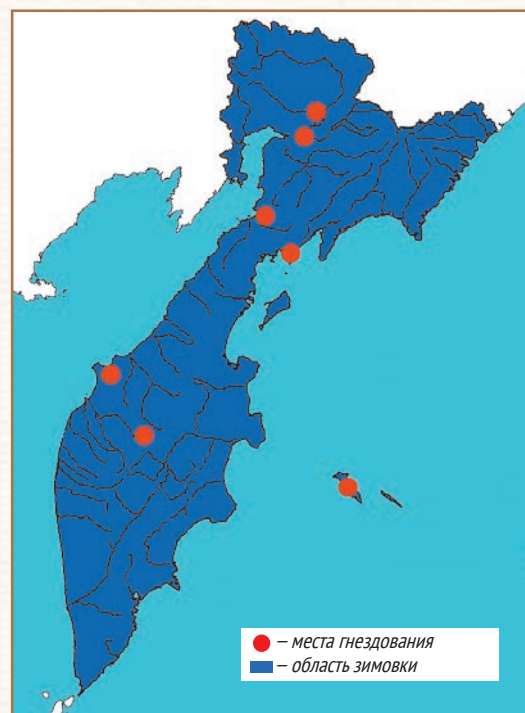 – места гнездования
– область зимовки